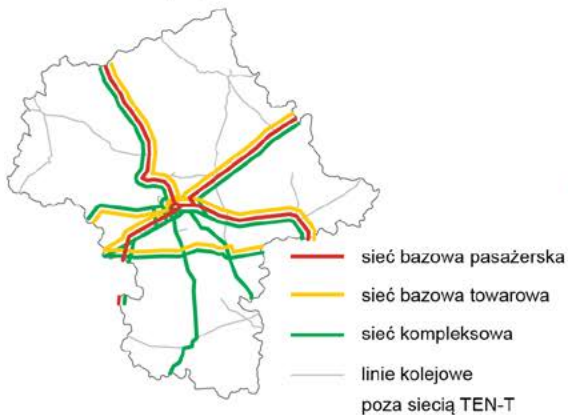 sieć bazowa pasażerska
sieć bazowa towarowa
sieć kompleksowa
linie kolejowe
poza siecią TEN-T